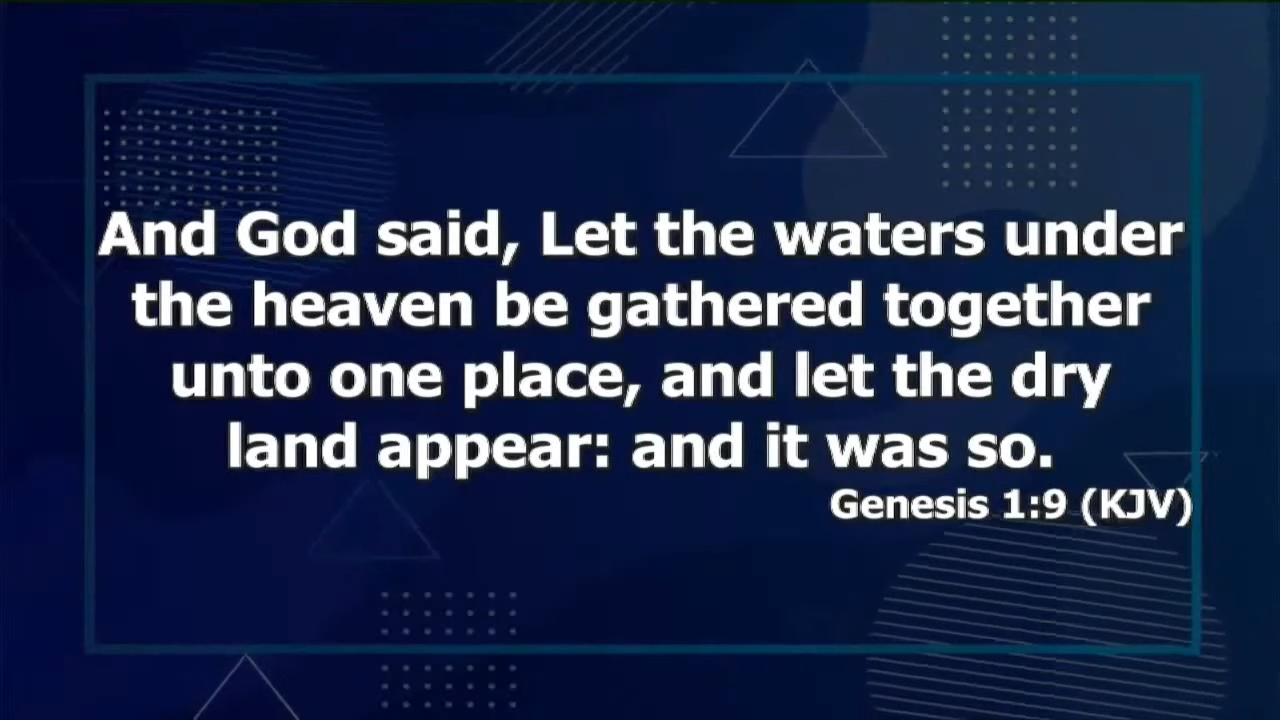 And God said, Let the waters under
the heaven be gathered together
unto one place, and let the dry
land appear: and it was so.
Genesis 1:9 (KJV)